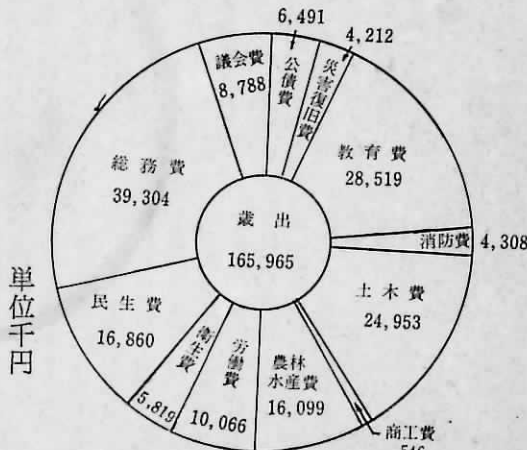 単位千円
歳出
165,965
議会費
8,788
6,491
公債費
4,212
災害復旧費
教育費
28,519
消防費
4,308
土木費
24,953
商工費
546
農林
水産費
16,099
労働費
10,066
衛生費
5,819
民生費
16,860
総務費
39,304